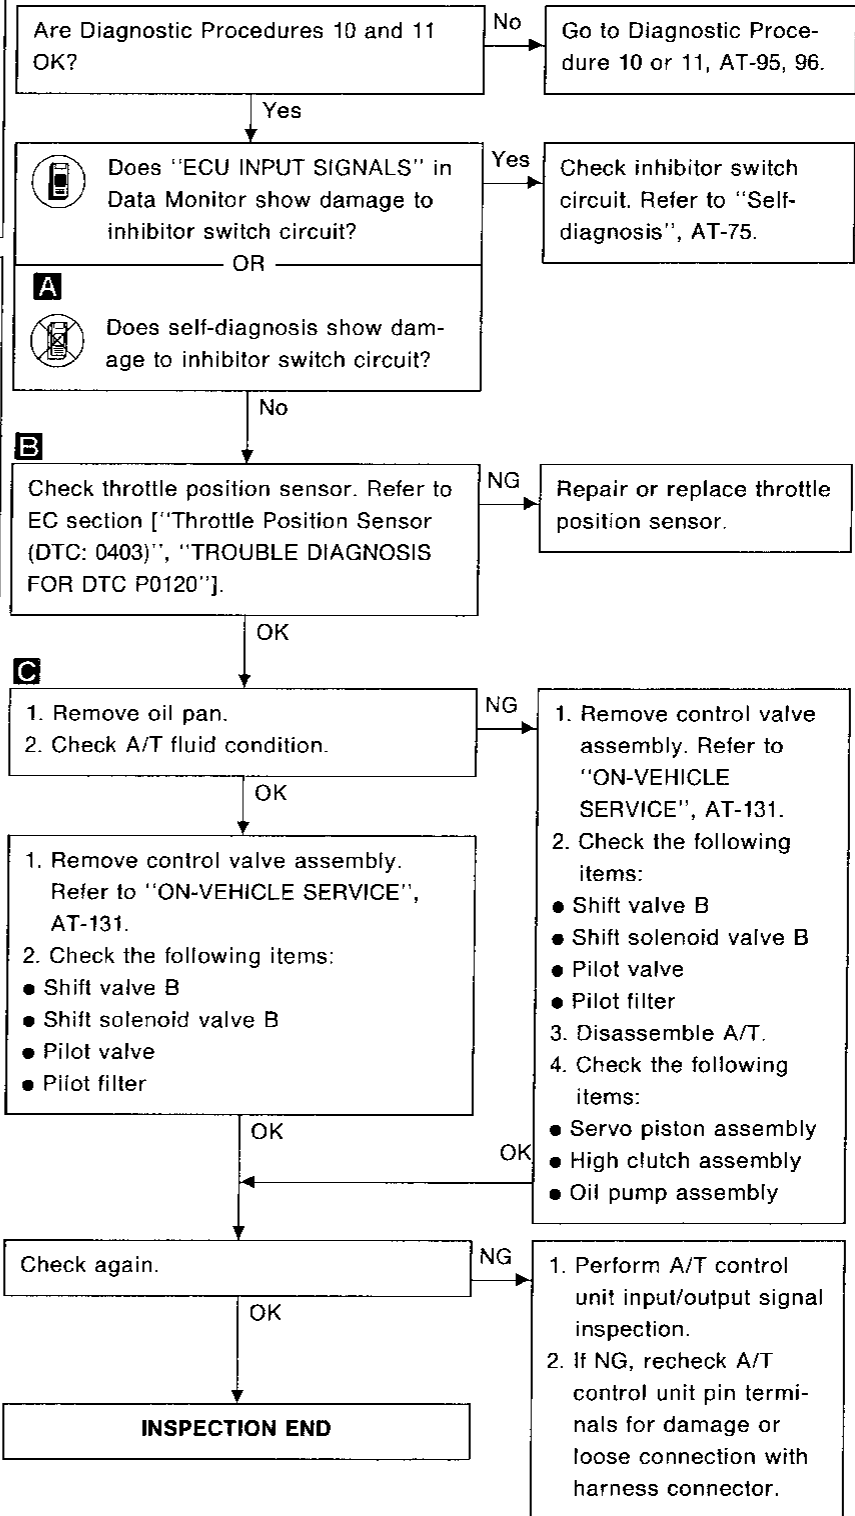 Are Diagnostic Procedures 10 and 11
OK?
No
Go to Diagnostic Proce-
dure 10 or 11, AT-95, 96.
Yes
Does "ECU INPUT SIGNALS" in
Data Monitor show damage to
inhibitor switch circuit?
Yes
Check inhibitor switch
circuit. Refer to "Self-
diagnosis", AT-75.
OR
A
Does self-diagnosis show dam-
age to inhibitor switch circuit?
No
B
Check throttle position sensor. Refer to
EC section ["Throttle Position Sensor
(DTC: 0403)", "TROUBLE DIAGNOSIS
FOR DTC P0120"].
NG
Repair or replace throttle
position sensor.
OK
C
1. Remove oil pan.
2. Check A/T fluid condition.
NG
1. Remove control valve
assembly. Refer to
"ON-VEHICLE
SERVICE", AT-131.
2. Check the following
items:
● Shift valve B
● Shift solenoid valve B
● Pilot valve
● Pilot filter
3. Disassemble A/T.
4. Check the following
items:
● Servo piston assembly
● High clutch assembly
● Oil pump assembly
OK
1. Remove control valve assembly.
Refer to "ON-VEHICLE SERVICE",
AT-131.
2. Check the following items:
● Shift valve B
● Shift solenoid valve B
● Pilot valve
● Pilot filter
OK
OK
Check again.
NG
1. Perform A/T control
unit input/output signal
inspection.
2. If NG, recheck A/T
control unit pin termi-
nals for damage or
loose connection with
harness connector.
OK
INSPECTION END